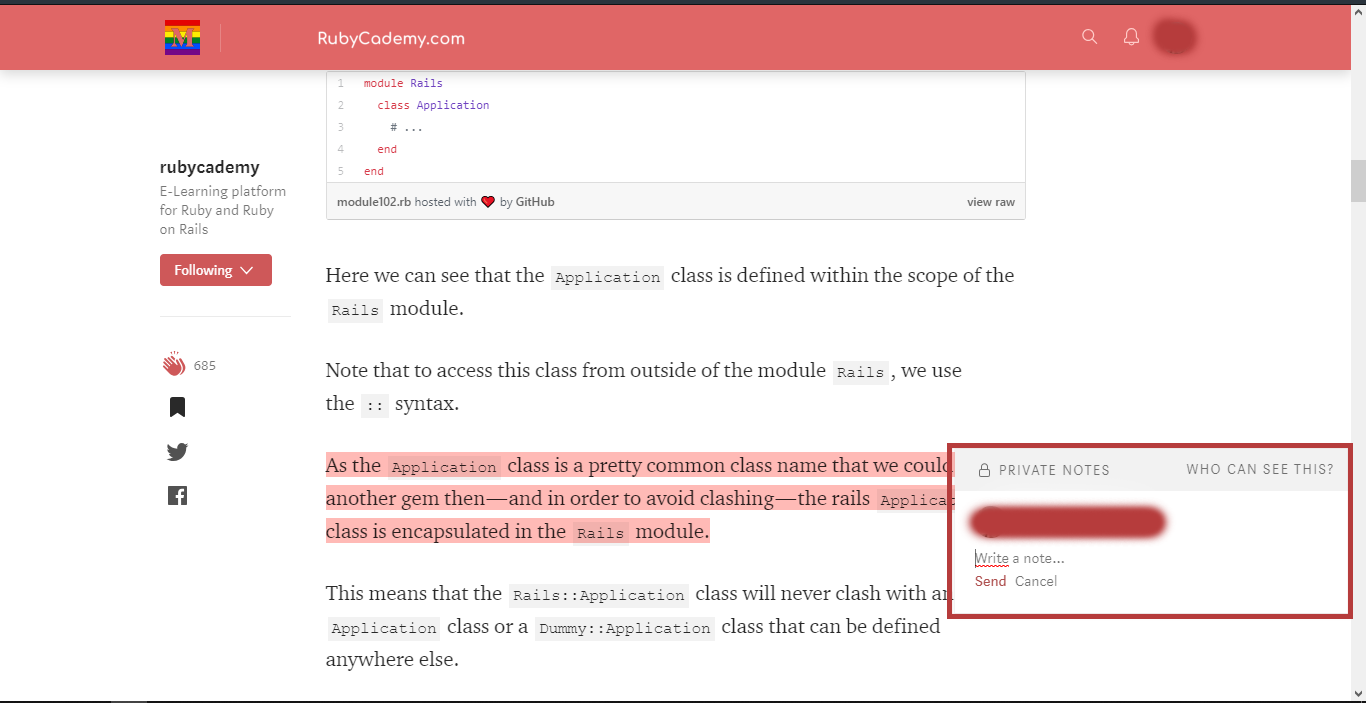 M
RubyCademy.com
1 module Rails
2 class Application
3 # ...
4 end
5 end
module102.rb hosted with ❤ by GitHub view raw
rubycademy
E-Learning platform
for Ruby and Ruby
on Rails
Following
685
Here we can see that the Application class is defined within the scope of the
Rails module.
Note that to access this class from outside of the module Rails, we use
the :: syntax.
As the Application class is a pretty common class name that we could
another gem then—and in order to avoid clashing—the rails Applica
class is encapsulated in the Rails module.
This means that the Rails::Application class will never clash with an
Application class or a Dummy::Application class that can be defined
anywhere else.
PRIVATE NOTES WHO CAN SEE THIS?
Write a note...
Send Cancel